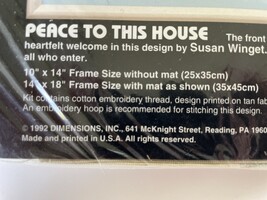 PEACE TO THIS HOUSE The front
heartfelt welcome in this design by Susan Winget.
all who enter.
10" x 14" Frame Size without mat (25x35cm)
14" x 18" Frame Size with mat as shown (35x45cm)
Kit contains cotton embroidery thread, design printed on tan fab
An embroidery hoop is recommended for stitching this design.
© 1992 DIMENSIONS, INC., 641 McKnight Street, Reading, PA 1960
Made and printed in U.S.A. All rights reserved.